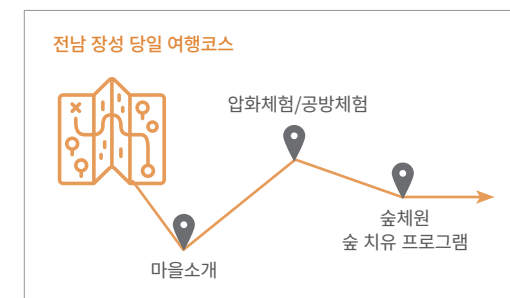 전남 장성 당일 여행코스
압화체험/공방체험
숲체원
숲 치유 프로그램
마을소개